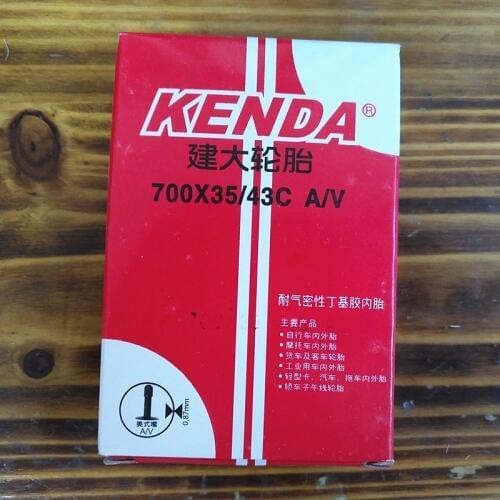 KENDA®
建大轮胎
700X35/43C A/V
耐气密性丁基胶内胎
主要产品
• 自行车内外胎
• 摩托车内外胎
• 货车及客车轮胎
• 工业用车内外胎
• 轻型卡、汽车、拖车内外胎
• 轿车子午线轮胎
美式嘴
A/V
0,87mm